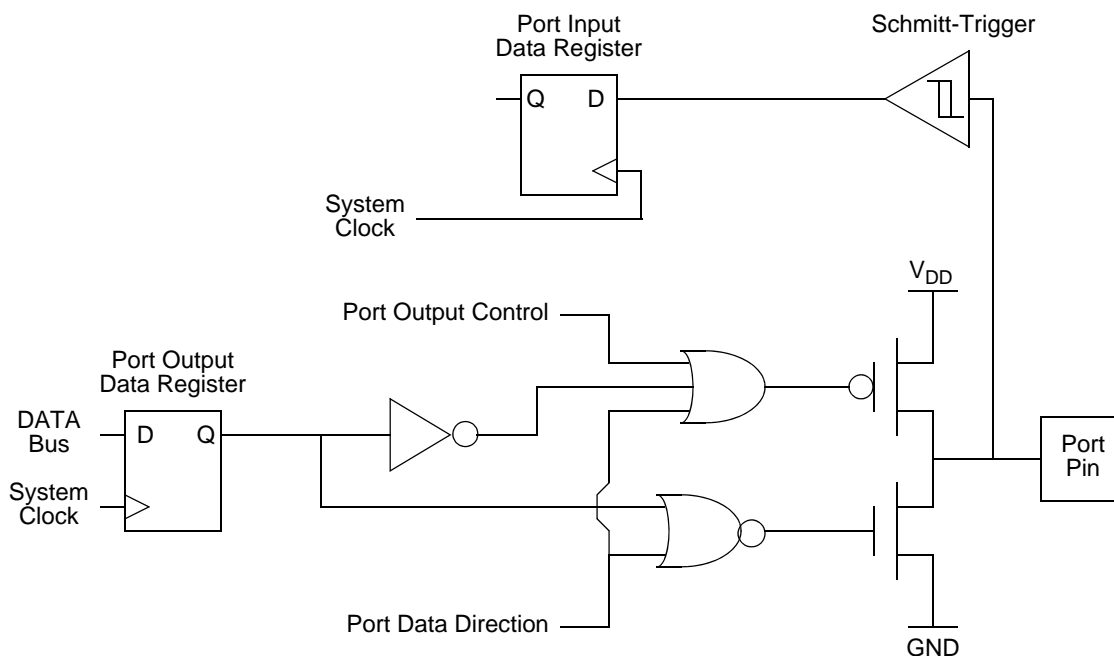 Port Input
Data Register
Schmitt-Trigger
Q D
System
Clock
VDD
Port Output Control
Port Output
Data Register
DATA
Bus
D Q
System
Clock
Port
Pin
Port Data Direction
GND